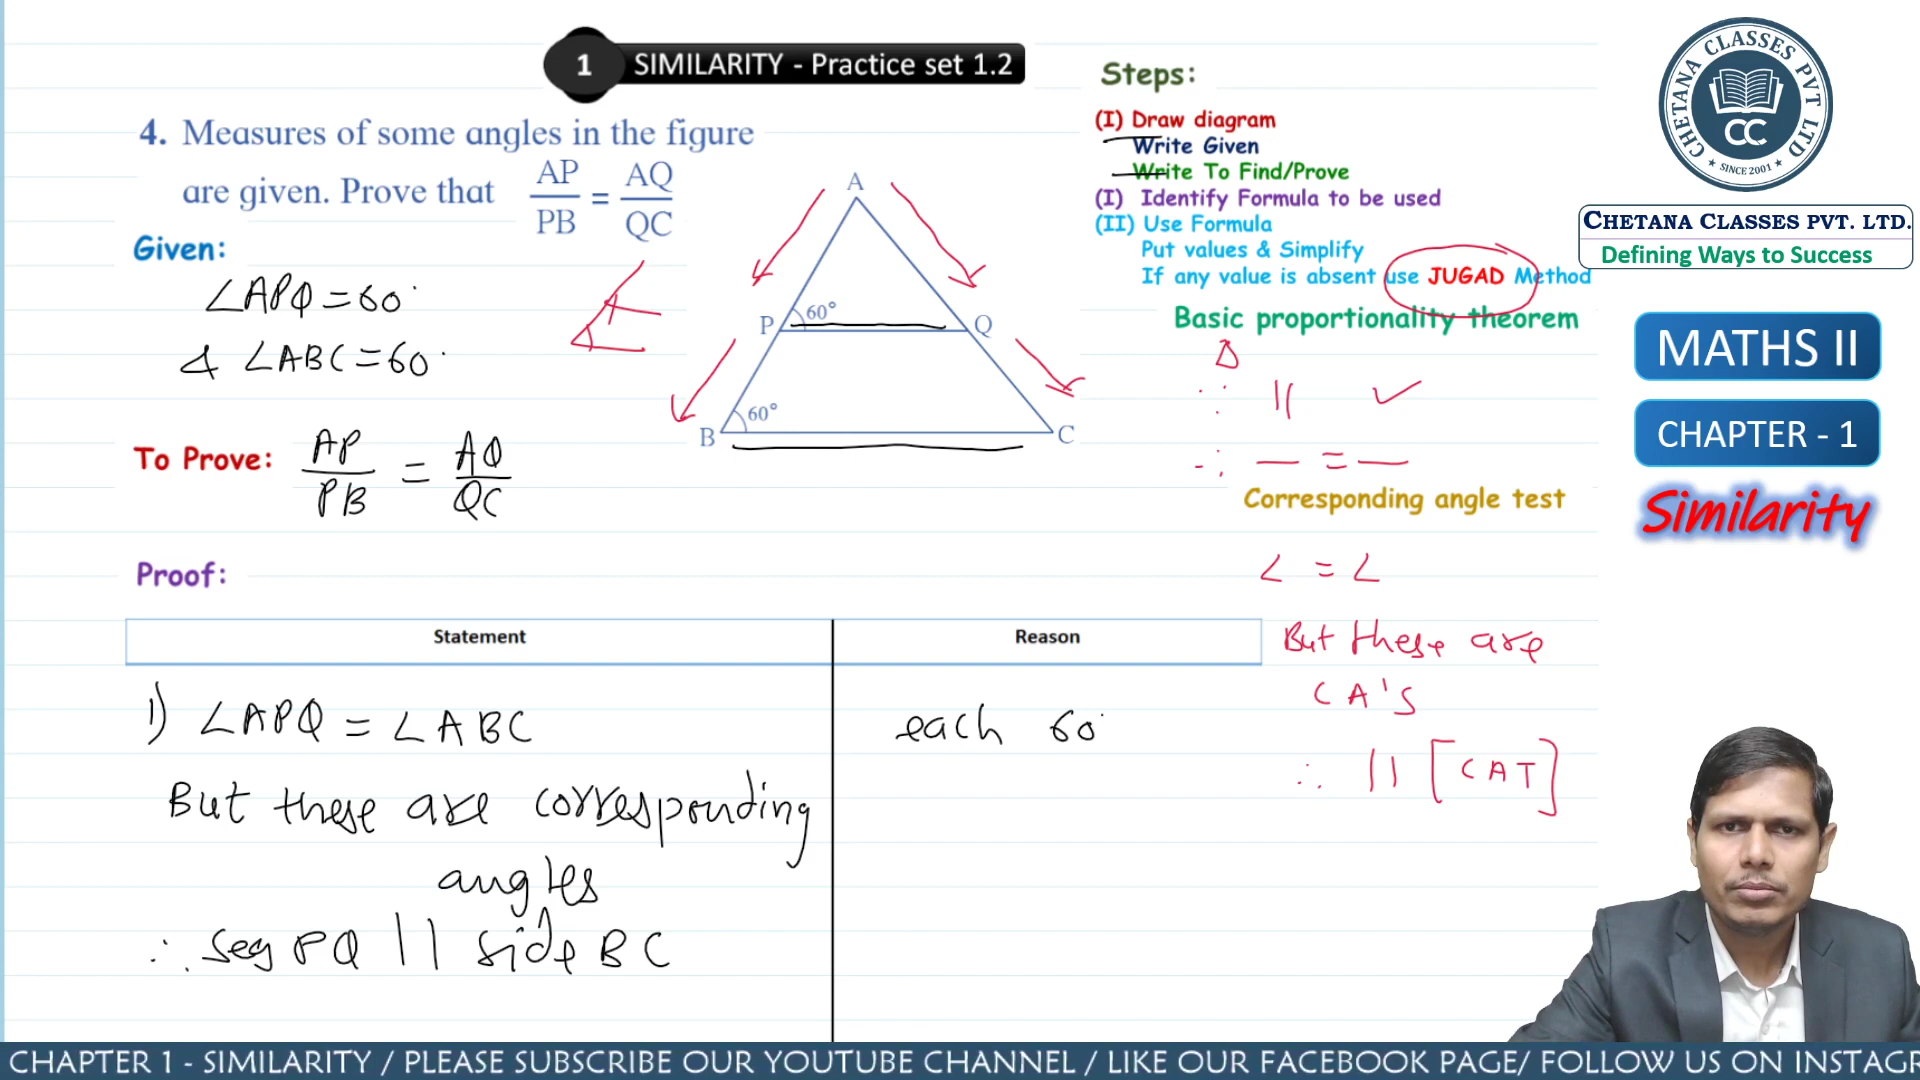 1 SIMILARITY - Practice set 1.2
4. Measures of some angles in the figure
are given. Prove that AP/PB = AQ/QC
Given:
∠APQ = 60°
& ∠ABC = 60°
To Prove: AP/PB = AQ/QC
A
P 60° Q
B 60° C
Proof:
Statement Reason
1) ∠APQ = ∠ABC each 60°
But these are corresponding
angles
∴ seg PQ || side BC
Steps:
(I) Draw diagram
Write Given
Write To Find/Prove
(I) Identify Formula to be used
(II) Use Formula
Put values & Simplify
If any value is absent use JUGAD Method
Basic proportionality theorem
Δ
∵ ||
∴ — = —
Corresponding angle test
∠ = ∠
But these are
CA's
∴ || [CAT]
CHETANA CLASSES PVT LTD
CC
SINCE 2001
CHETANA CLASSES PVT. LTD.
Defining Ways to Success
MATHS II
CHAPTER - 1
Similarity
CHAPTER 1 - SIMILARITY / PLEASE SUBSCRIBE OUR YOUTUBE CHANNEL / LIKE OUR FACEBOOK PAGE/ FOLLOW US ON INSTAGR